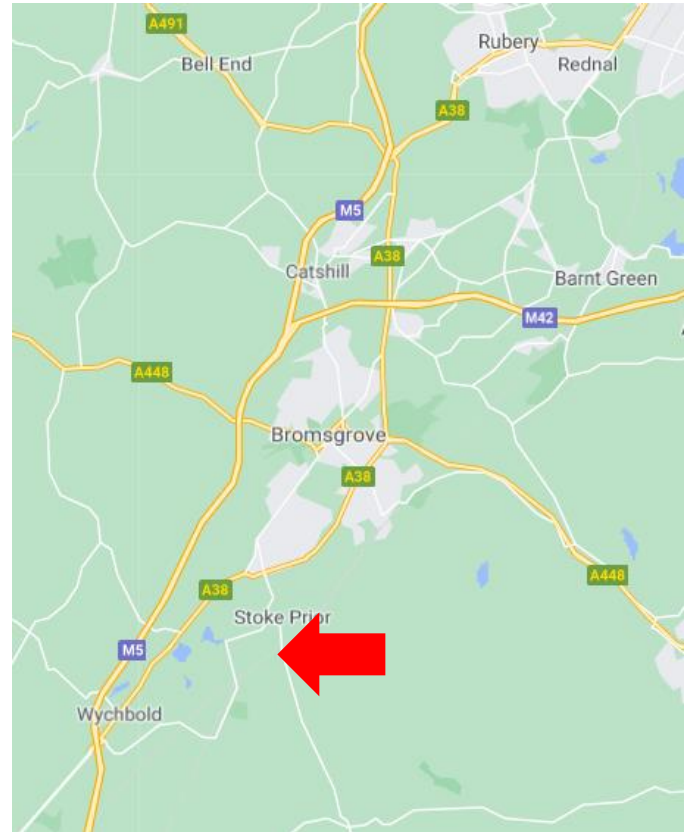 A491
Rubery
Bell End
Rednal
A38
M5
A38
Catshill
Barnt Green
M42
A448
Bromsgrove
A38
A448
A38
Stoke Prior
M5
Wychbold